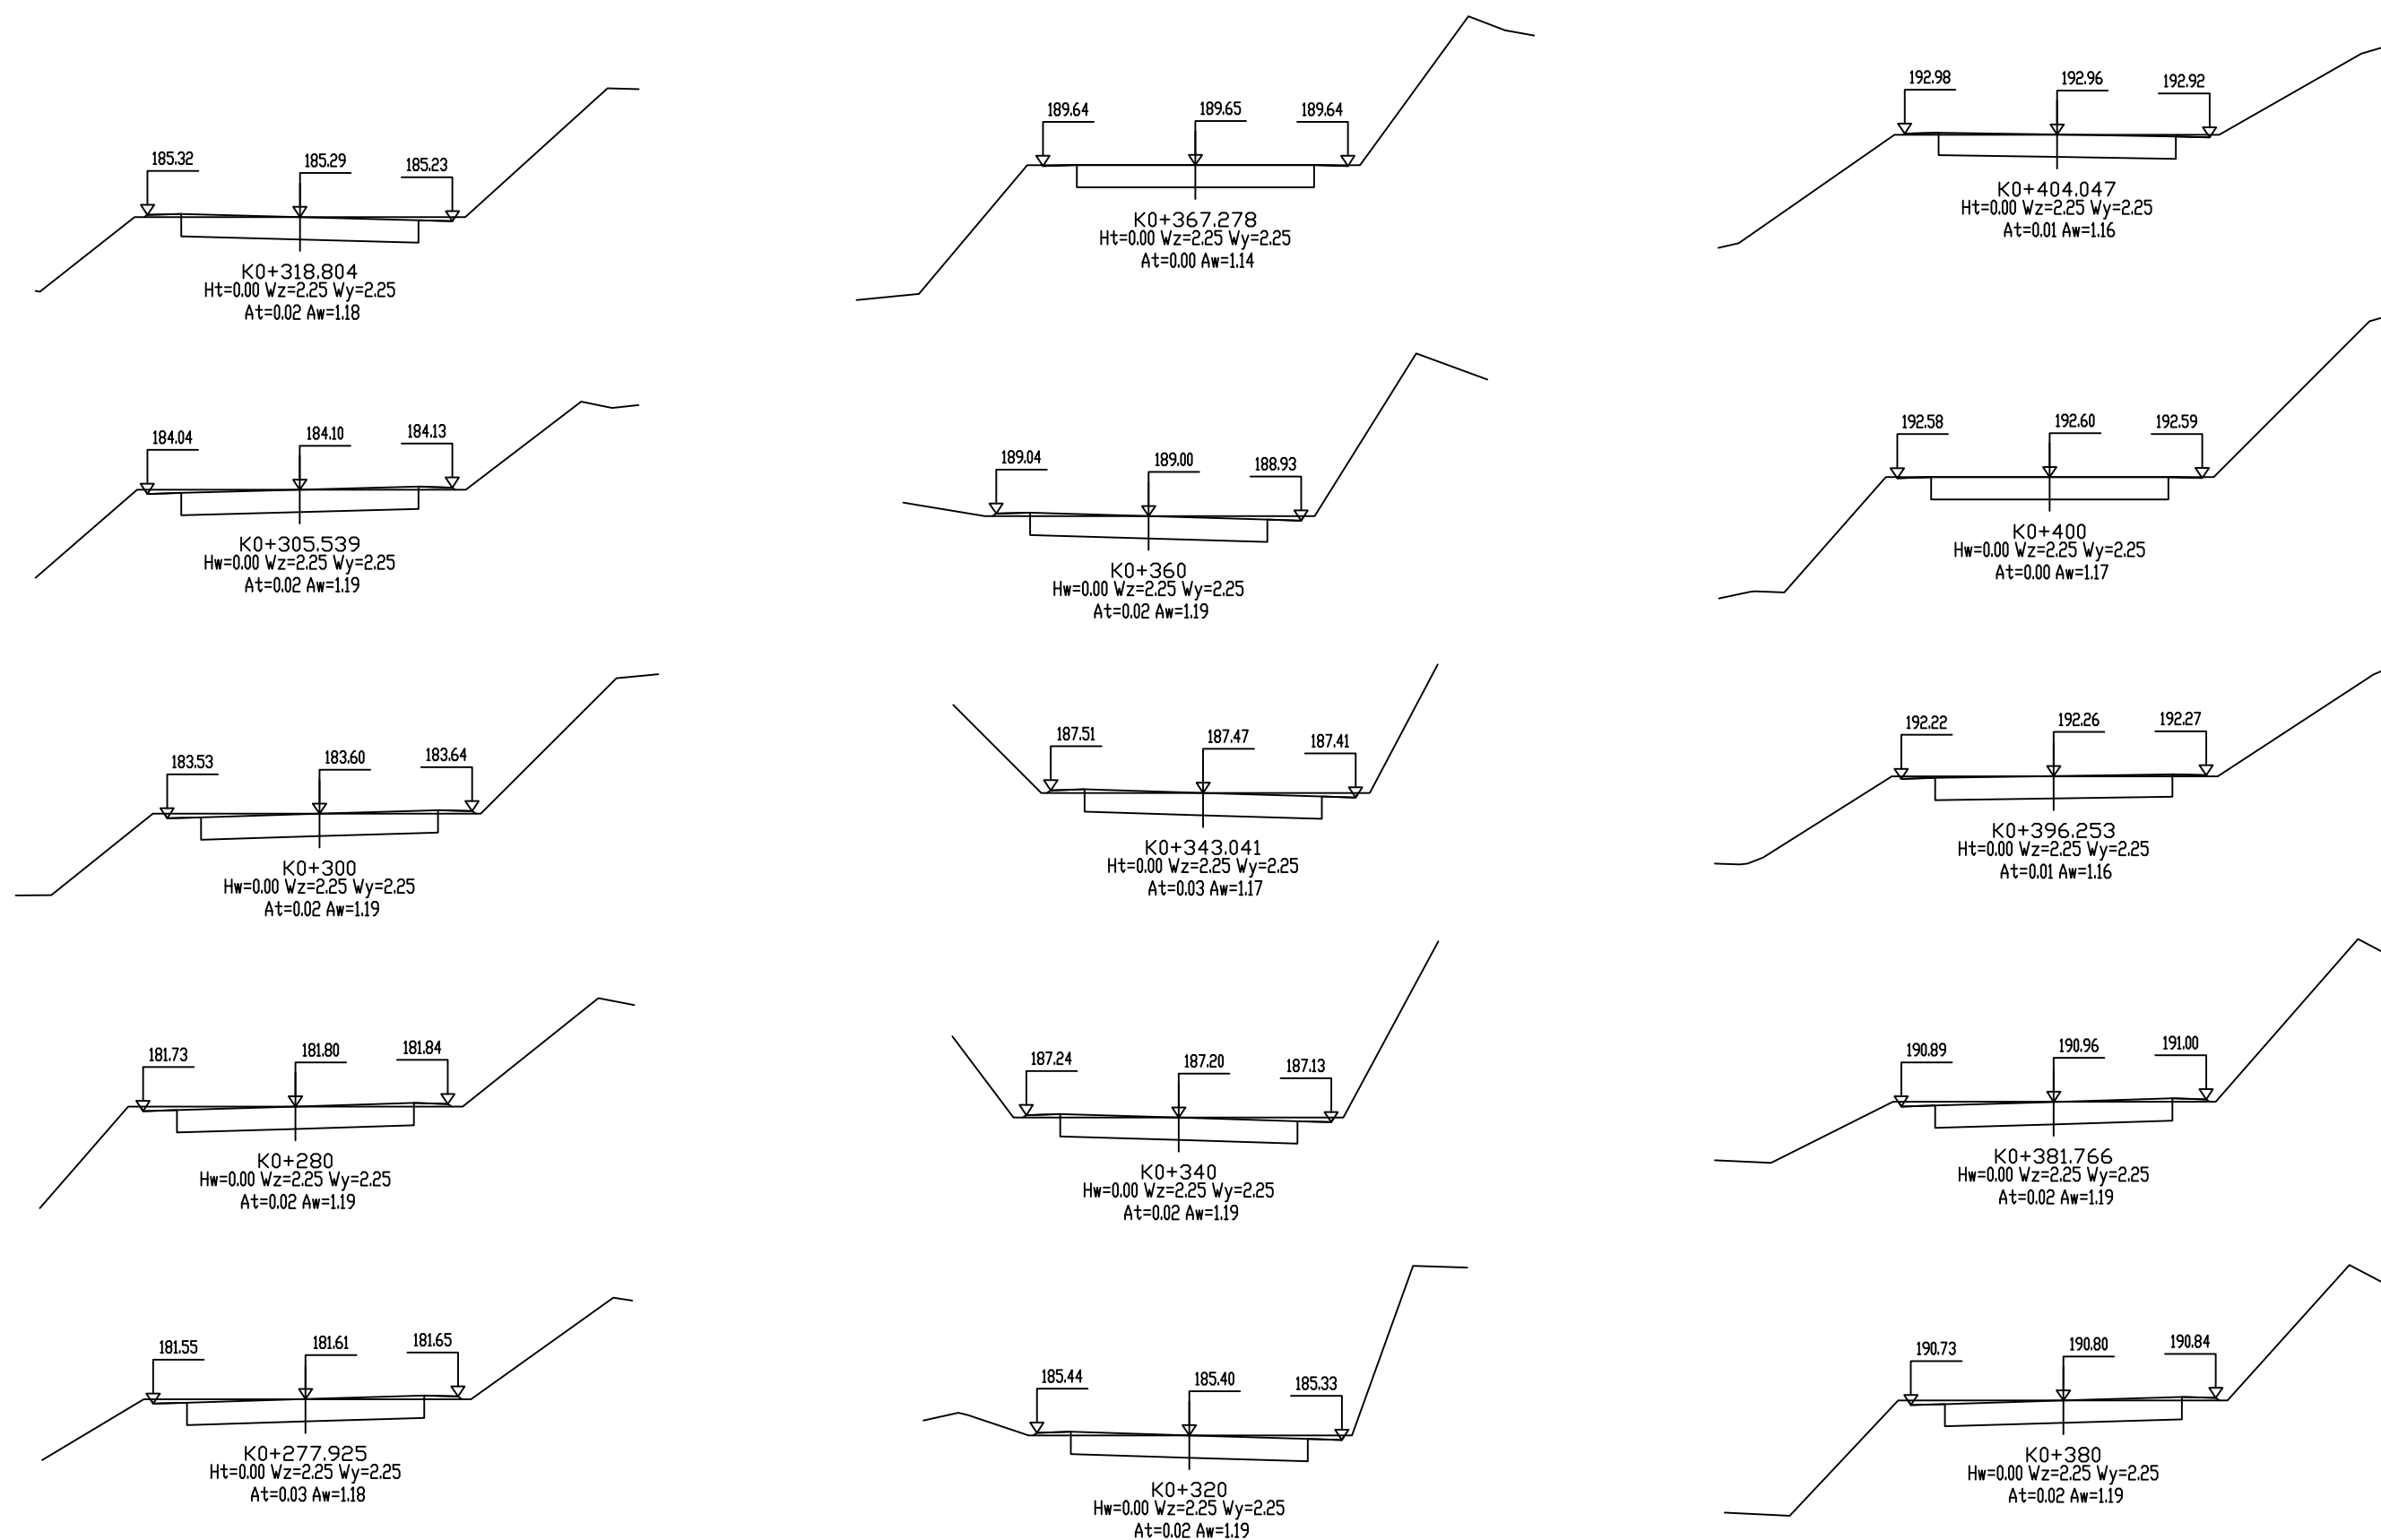 185.32 185.29 185.23
K0+318.804
Ht=0.00 Wz=2.25 Wy=2.25
At=0.02 Aw=1.18
184.04 184.10 184.13
K0+305.539
Hw=0.00 Wz=2.25 Wy=2.25
At=0.02 Aw=1.19
183.53 183.60 183.64
K0+300
Hw=0.00 Wz=2.25 Wy=2.25
At=0.02 Aw=1.19
181.73 181.80 181.84
K0+280
Hw=0.00 Wz=2.25 Wy=2.25
At=0.02 Aw=1.19
181.55 181.61 181.65
K0+277.925
Ht=0.00 Wz=2.25 Wy=2.25
At=0.03 Aw=1.18
189.64 189.65 189.64
K0+367.278
Ht=0.00 Wz=2.25 Wy=2.25
At=0.00 Aw=1.14
189.04 189.00 188.93
K0+360
Hw=0.00 Wz=2.25 Wy=2.25
At=0.02 Aw=1.19
187.51 187.47 187.41
K0+343.041
Ht=0.00 Wz=2.25 Wy=2.25
At=0.03 Aw=1.17
187.24 187.20 187.13
K0+340
Hw=0.00 Wz=2.25 Wy=2.25
At=0.02 Aw=1.19
185.44 185.40 185.33
K0+320
Hw=0.00 Wz=2.25 Wy=2.25
At=0.02 Aw=1.19
192.98 192.96 192.92
K0+404.047
Ht=0.00 Wz=2.25 Wy=2.25
At=0.01 Aw=1.16
192.58 192.60 192.59
K0+400
Hw=0.00 Wz=2.25 Wy=2.25
At=0.00 Aw=1.17
192.22 192.26 192.27
K0+396.253
Ht=0.00 Wz=2.25 Wy=2.25
At=0.01 Aw=1.16
190.89 190.96 191.00
K0+381.766
Hw=0.00 Wz=2.25 Wy=2.25
At=0.02 Aw=1.19
190.73 190.80 190.84
K0+380
Hw=0.00 Wz=2.25 Wy=2.25
At=0.02 Aw=1.19